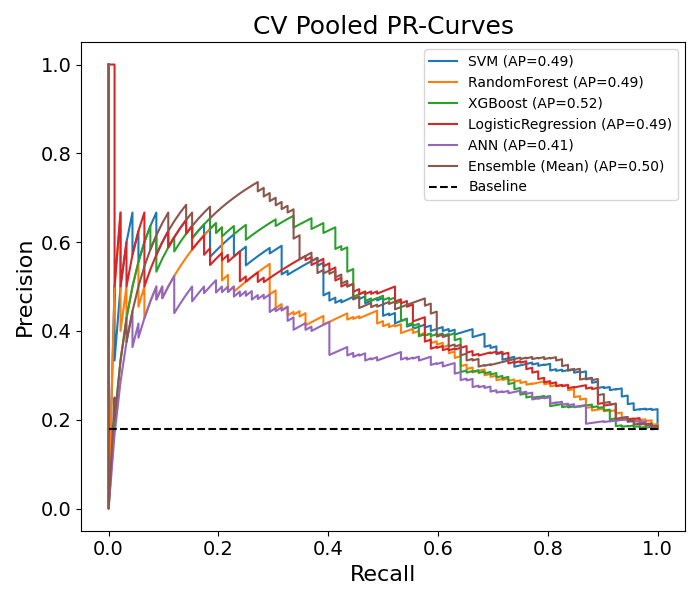 CV Pooled PR-Curves
SVM (AP=0.49)
RandomForest (AP=0.49)
XGBoost (AP=0.52)
LogisticRegression (AP=0.49)
ANN (AP=0.41)
Ensemble (Mean) (AP=0.50)
Baseline
Precision
1.0
0.8
0.6
0.4
0.2
0.0
0.0 0.2 0.4 0.6 0.8 1.0
Recall